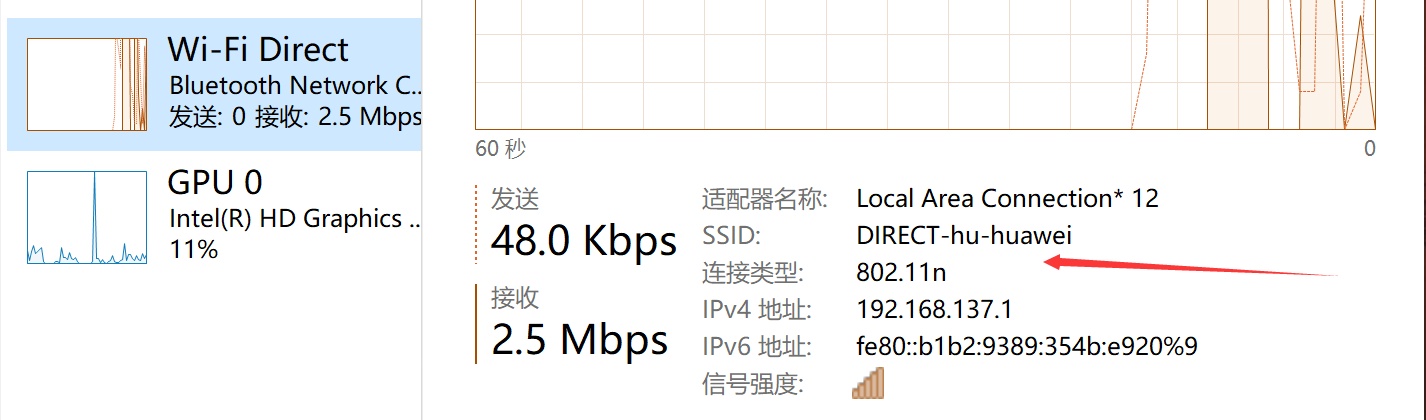 Wi-Fi Direct
Bluetooth Network C...
发送: 0 接收: 2.5 Mbps
GPU 0
Intel(R) HD Graphics ...
11%
60 秒
0
发送
48.0 Kbps
接收
2.5 Mbps
适配器名称: Local Area Connection* 12
SSID: DIRECT-hu-huawei
连接类型: 802.11n
IPv4 地址: 192.168.137.1
IPv6 地址: fe80::b1b2:9389:354b:e920%9
信号强度: